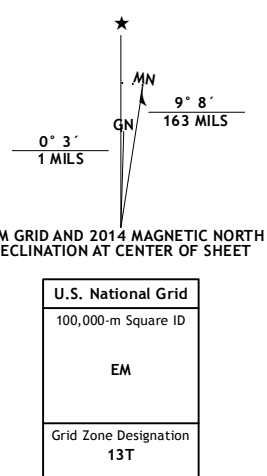 ★
MN
GN
9° 8´
163 MILS
0° 3´
1 MILS
M GRID AND 2014 MAGNETIC NORTH
ECLINATION AT CENTER OF SHEET
U.S. National Grid
100,000-m Square ID
EM
Grid Zone Designation
13T